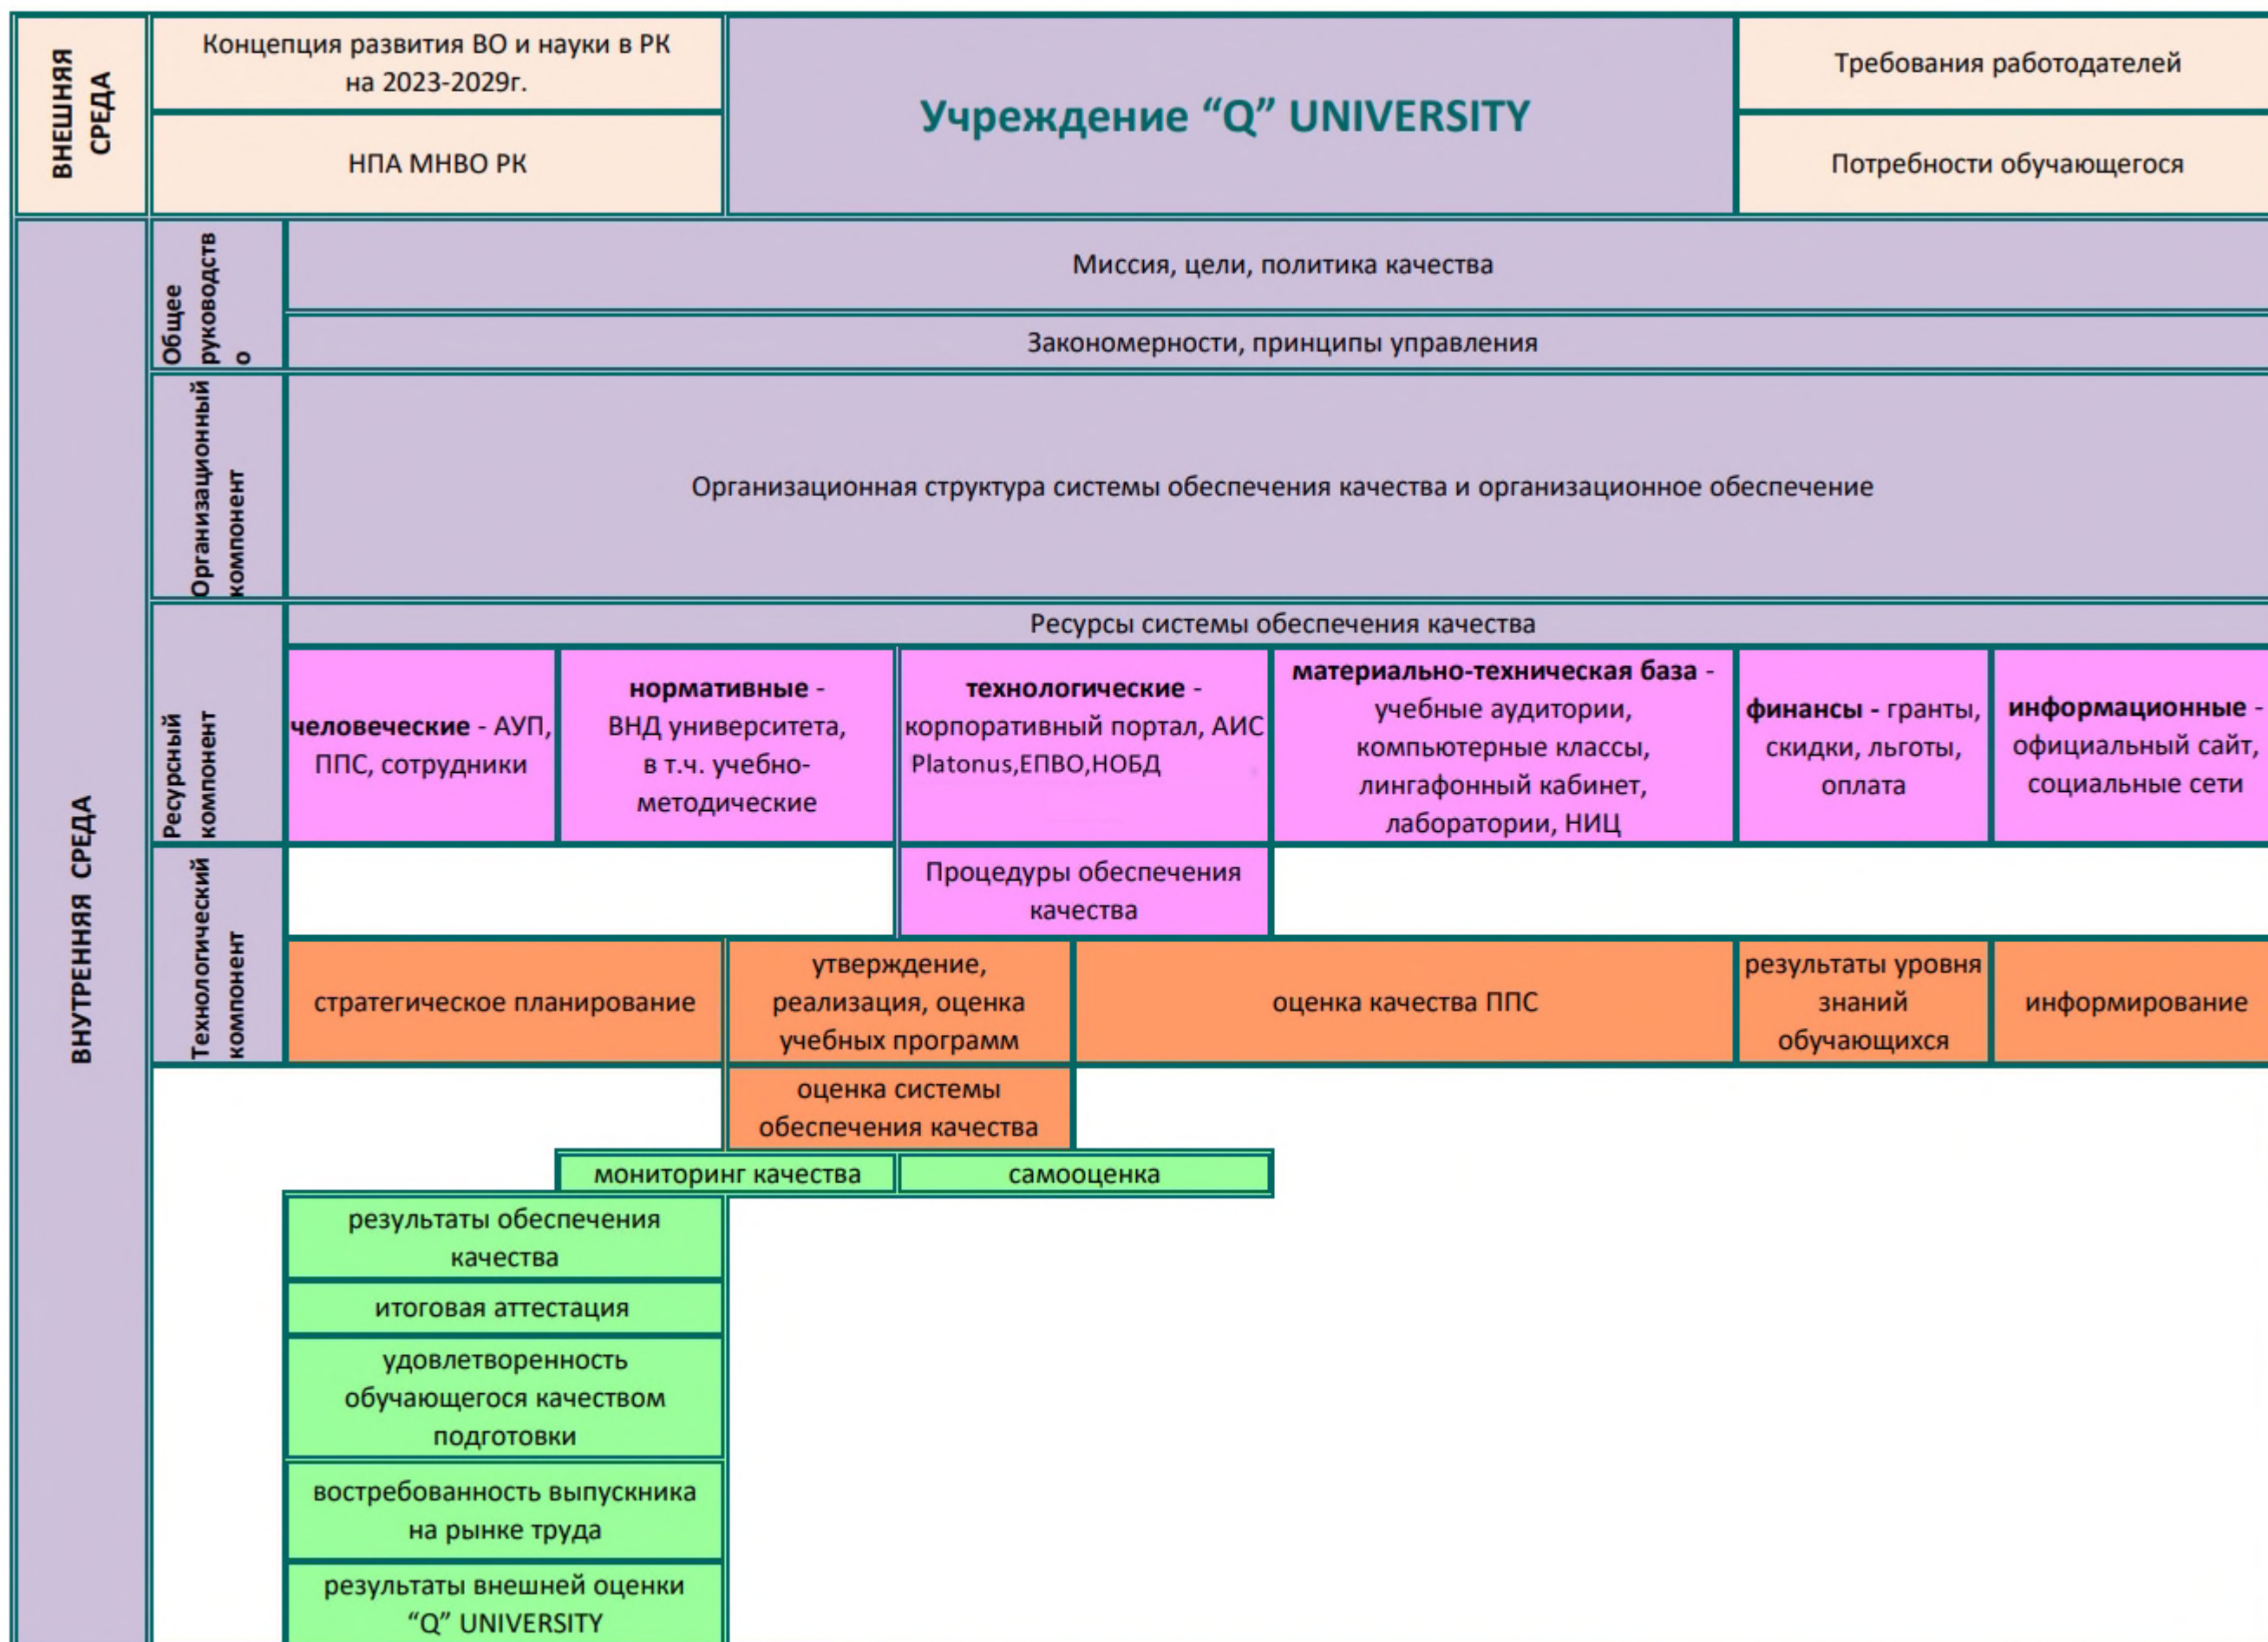 ВНЕШНЯЯ
СРЕДА
Концепция развития ВО и науки в РК
на 2023-2029г.
НПА МНВО РК
Учреждение “Q” UNIVERSITY
Требования работодателей
Потребности обучающегося
ВНУТРЕННЯЯ СРЕДА
Общее
руководств
о
Миссия, цели, политика качества
Закономерности, принципы управления
Организационный
компонент
Организационная структура системы обеспечения качества и организационное обеспечение
Ресурсный
компонент
Ресурсы системы обеспечения качества
человеческие - АУП,
ППС, сотрудники
нормативные -
ВНД университета,
в т.ч. учебно-
методические
технологические -
корпоративный портал, АИС
Platonus,ЕПВО,НОБД
материально-техническая база -
учебные аудитории,
компьютерные классы,
лингафонный кабинет,
лаборатории, НИЦ
финансы - гранты,
скидки, льготы,
оплата
информационные -
официальный сайт,
социальные сети
Технологический
компонент
Процедуры обеспечения
качества
стратегическое планирование
утверждение,
реализация, оценка
учебных программ
оценка качества ППС
результаты уровня
знаний
обучающихся
информирование
оценка системы
обеспечения качества
мониторинг качества
самооценка
результаты обеспечения
качества
итоговая аттестация
удовлетворенность
обучающегося качеством
подготовки
востребованность выпускника
на рынке труда
результаты внешней оценки
“Q” UNIVERSITY